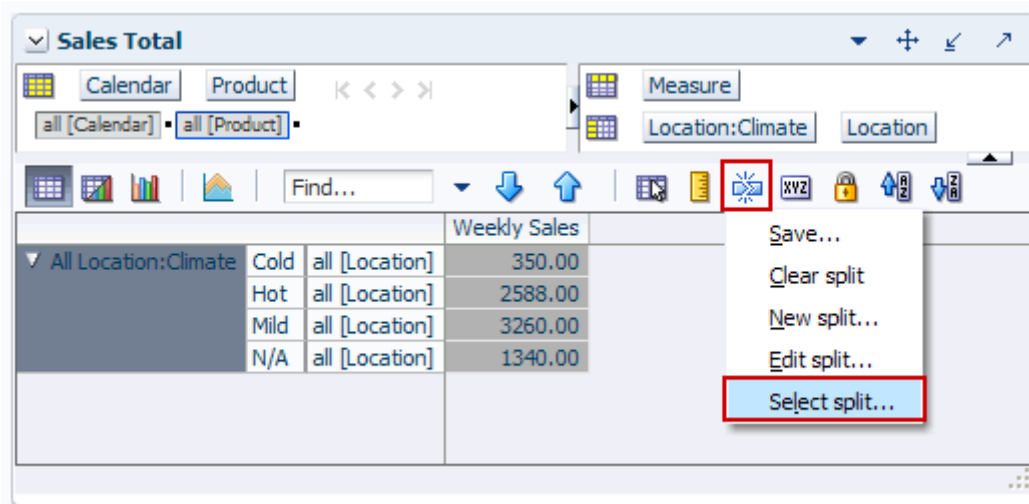 Sales Total
Calendar Product
all [Calendar] all [Product]
Measure
Location:Climate Location
Find... XYZ A Z Z A
Weekly Sales
All Location:Climate Cold all [Location] 350.00
Hot all [Location] 2588.00
Mild all [Location] 3260.00
N/A all [Location] 1340.00
Save...
Clear split
New split...
Edit split...
Select split...